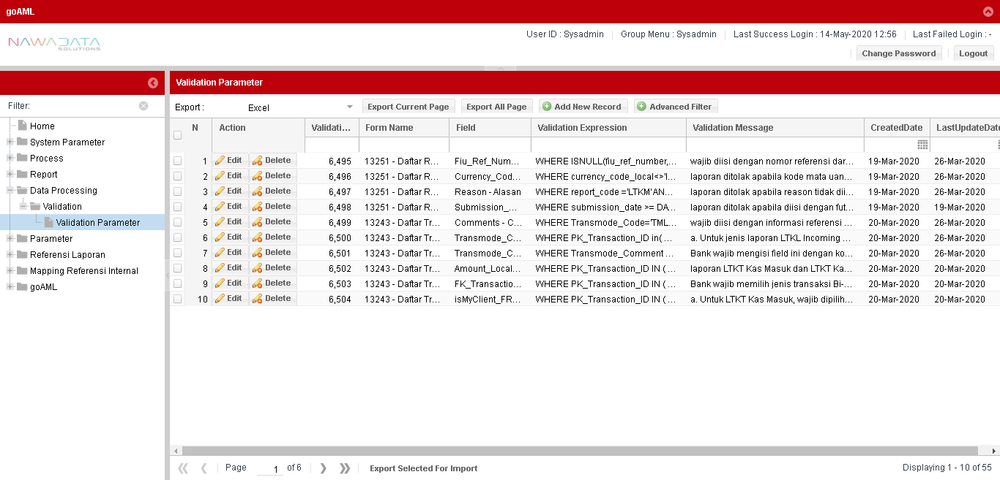 goAML
NAWADATA
SOLUTIONS
User ID : Sysadmin Group Menu : Sysadmin Last Success Login : 14-May-2020 12:56 Last Failed Login : -
Change Password Logout
Validation Parameter
Filter:
Home
System Parameter
Process
Report
Data Processing
Validation
Validation Parameter
Parameter
Referensi Laporan
Mapping Referensi Internal
goAML
Export : Excel Export Current Page Export All Page Add New Record Advanced Filter
N Action Validati... Form Name Field Validation Expression Validation Message CreatedDate LastUpdateDate
1 Edit Delete 6,495 13251 - Daftar R... Fiu_Ref_Num... WHERE ISNULL(fiu_ref_number,... wajib diisi dengan nomor referensi dar... 19-Mar-2020 26-Mar-2020
2 Edit Delete 6,496 13251 - Daftar R... Currency_Cod... WHERE currency_code_local<>'I... laporan ditolak apabila kode mata uan... 19-Mar-2020 26-Mar-2020
3 Edit Delete 6,497 13251 - Daftar R... Reason - Alasan WHERE report_code ='LTKM'AN... laporan ditolak apabila reason tidak dii... 19-Mar-2020 26-Mar-2020
4 Edit Delete 6,498 13251 - Daftar R... Submission_... WHERE submission_date >= DA... laporan ditolak apabila diisi dengan fut... 19-Mar-2020 19-Mar-2020
5 Edit Delete 6,499 13243 - Daftar Tr... Comments - C... WHERE Transmode_Code='TML... wajib diisi dengan informasi referensi ... 20-Mar-2020 26-Mar-2020
6 Edit Delete 6,500 13243 - Daftar Tr... Transmode_C... WHERE PK_Transaction_ID in( ... a. Untuk jenis laporan LTKL Incoming ... 20-Mar-2020 26-Mar-2020
7 Edit Delete 6,501 13243 - Daftar Tr... Transmode_C... WHERE Transmode_Comment ... Bank wajib mengisi field ini dengan ko... 20-Mar-2020 26-Mar-2020
8 Edit Delete 6,502 13243 - Daftar Tr... Amount_Local... WHERE PK_Transaction_ID IN ( ... laporan LTKT Kas Masuk dan LTKT Ka... 20-Mar-2020 20-Mar-2020
9 Edit Delete 6,503 13243 - Daftar Tr... FK_Transactio... WHERE PK_Transaction_ID IN ( ... Bank wajib memilih jenis transaksi Bi-... 20-Mar-2020 20-Mar-2020
10 Edit Delete 6,504 13243 - Daftar Tr... isMyClient_FR... WHERE PK_Transaction_ID IN ( ... a. Untuk LTKT Kas Masuk, wajib dipilih... 20-Mar-2020 20-Mar-2020
Page 1 of 6 Export Selected For Import Displaying 1 - 10 of 55